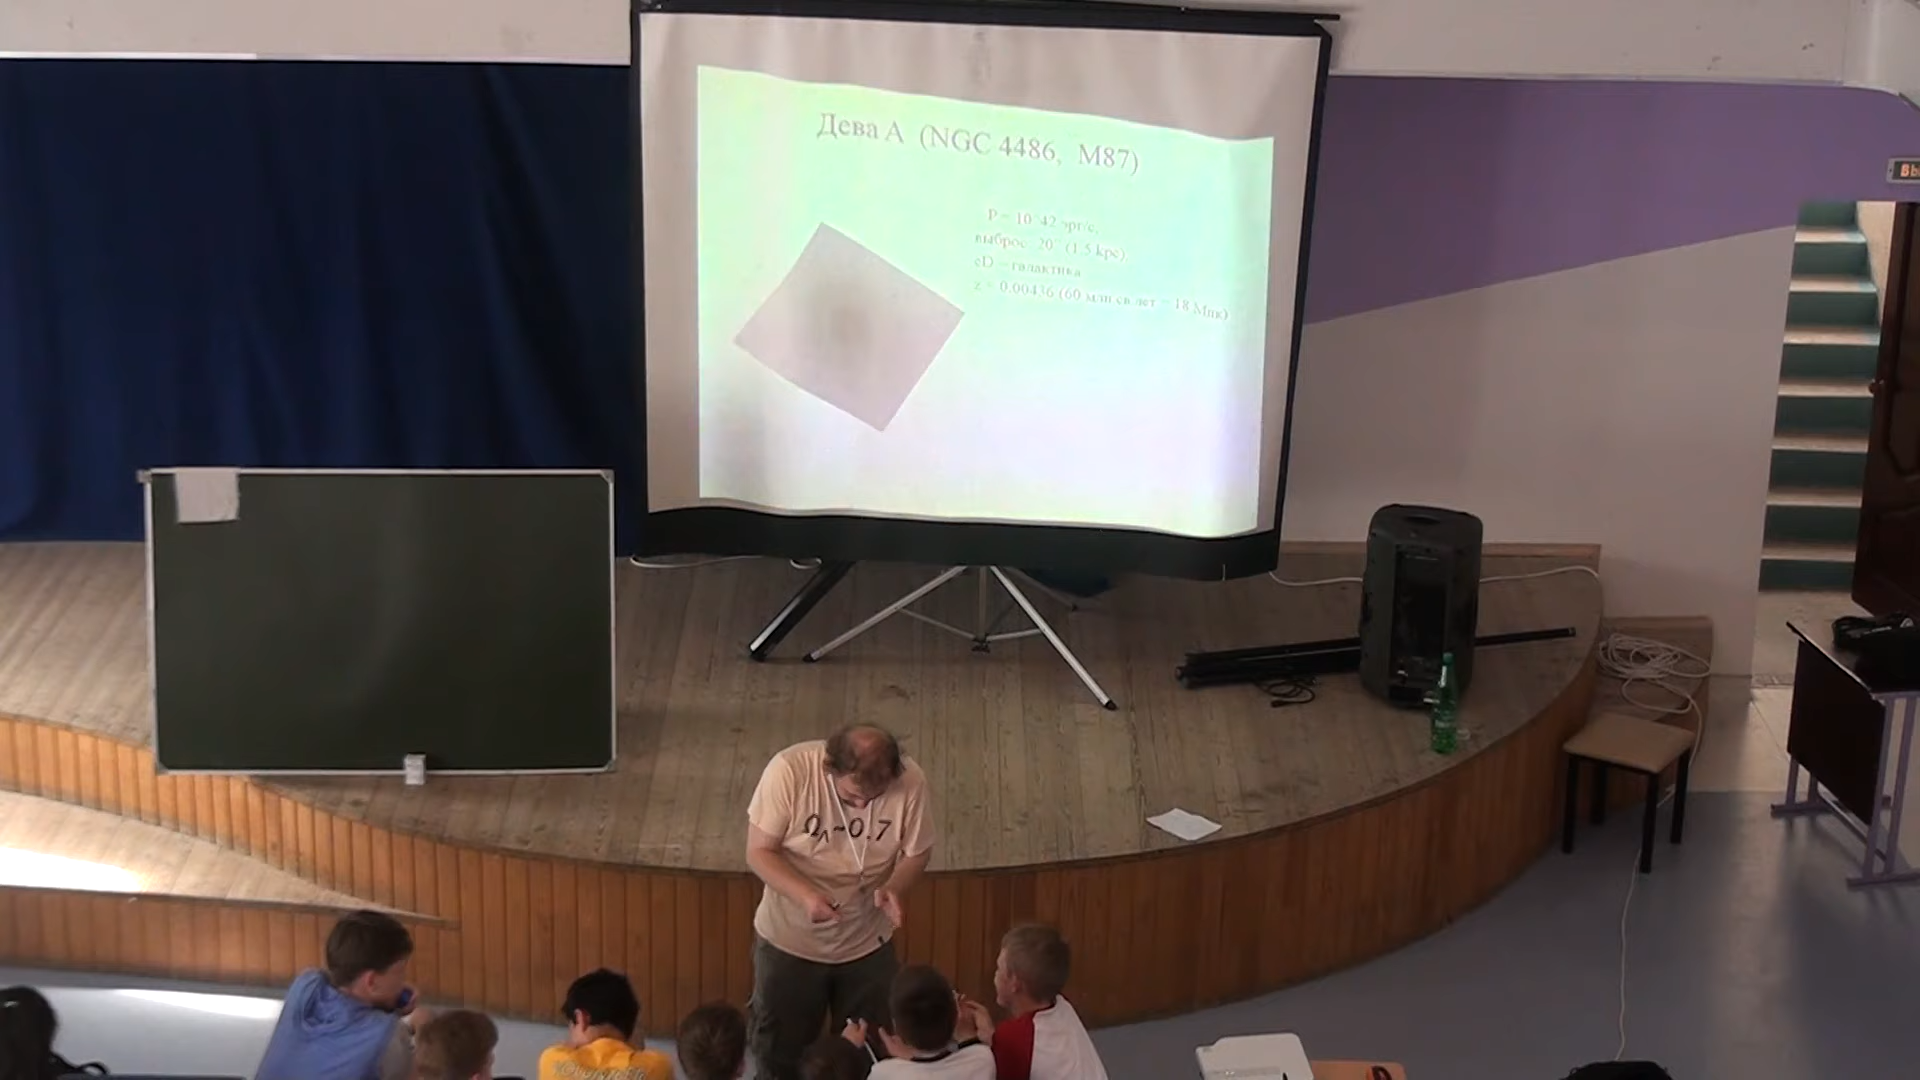 Дева А (NGC 4486, M87)
P = 10^42 эрг/с,
выброс 20" (1.5 kpc),
cD – галактика
z = 0.00436 (60 млн св лет = 18 Мпк)
Ω_Λ~0.7